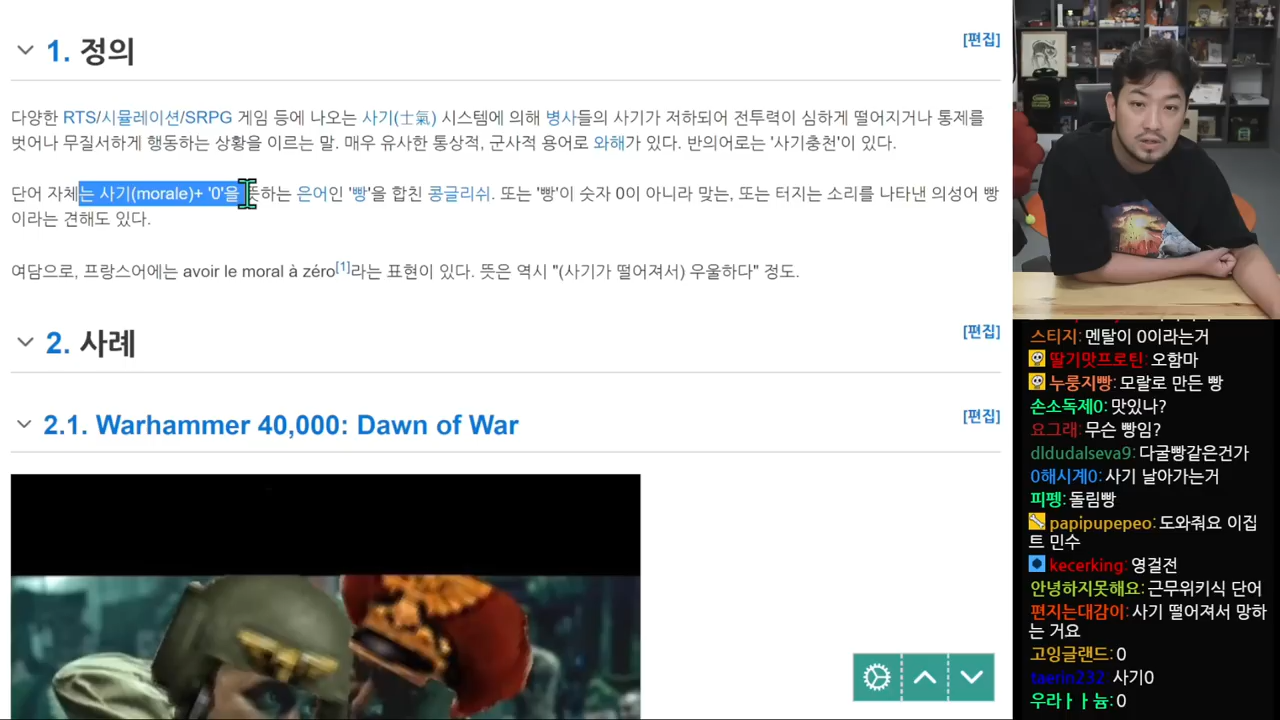 1. 정의
[편집]
다양한 RTS/시뮬레이션/SRPG 게임 등에 나오는 사기(士氣) 시스템에 의해 병사들의 사기가 저하되어 전투력이 심하게 떨어지거나 통제를
벗어나 무질서하게 행동하는 상황을 이르는 말. 매우 유사한 통상적, 군사적 용어로 와해가 있다. 반의어로는 '사기충천'이 있다.
단어 자체는 사기(morale)+ '0'을 뜻하는 은어인 '빵'을 합친 콩글리쉬. 또는 '빵'이 숫자 0이 아니라 맞는, 또는 터지는 소리를 나타낸 의성어 빵
이라는 견해도 있다.
여담으로, 프랑스어에는 avoir le moral à zéro[1]라는 표현이 있다. 뜻은 역시 "(사기가 떨어져서) 우울하다" 정도.
2. 사례
[편집]
2.1. Warhammer 40,000: Dawn of War
[편집]
스티지: 멘탈이 0이라는거
딸기맛프로틴: 오함마
누룽지빵: 모랄로 만든 빵
손소독제0: 맛있나?
요그래: 무슨 빵임?
dldudalseva9: 다굴빵같은건가
0해시계0: 사기 날아가는거
피펭: 돌림빵
papipupepeo: 도와줘요 이집
트 민수
kecerking: 영걸전
안녕하지못해요: 근무위키식 단어
편지는대감이: 사기 떨어져서 망하
는 거요
고잉글랜드: 0
taerin232: 사기0
우라ㅏㅏ늄: 0